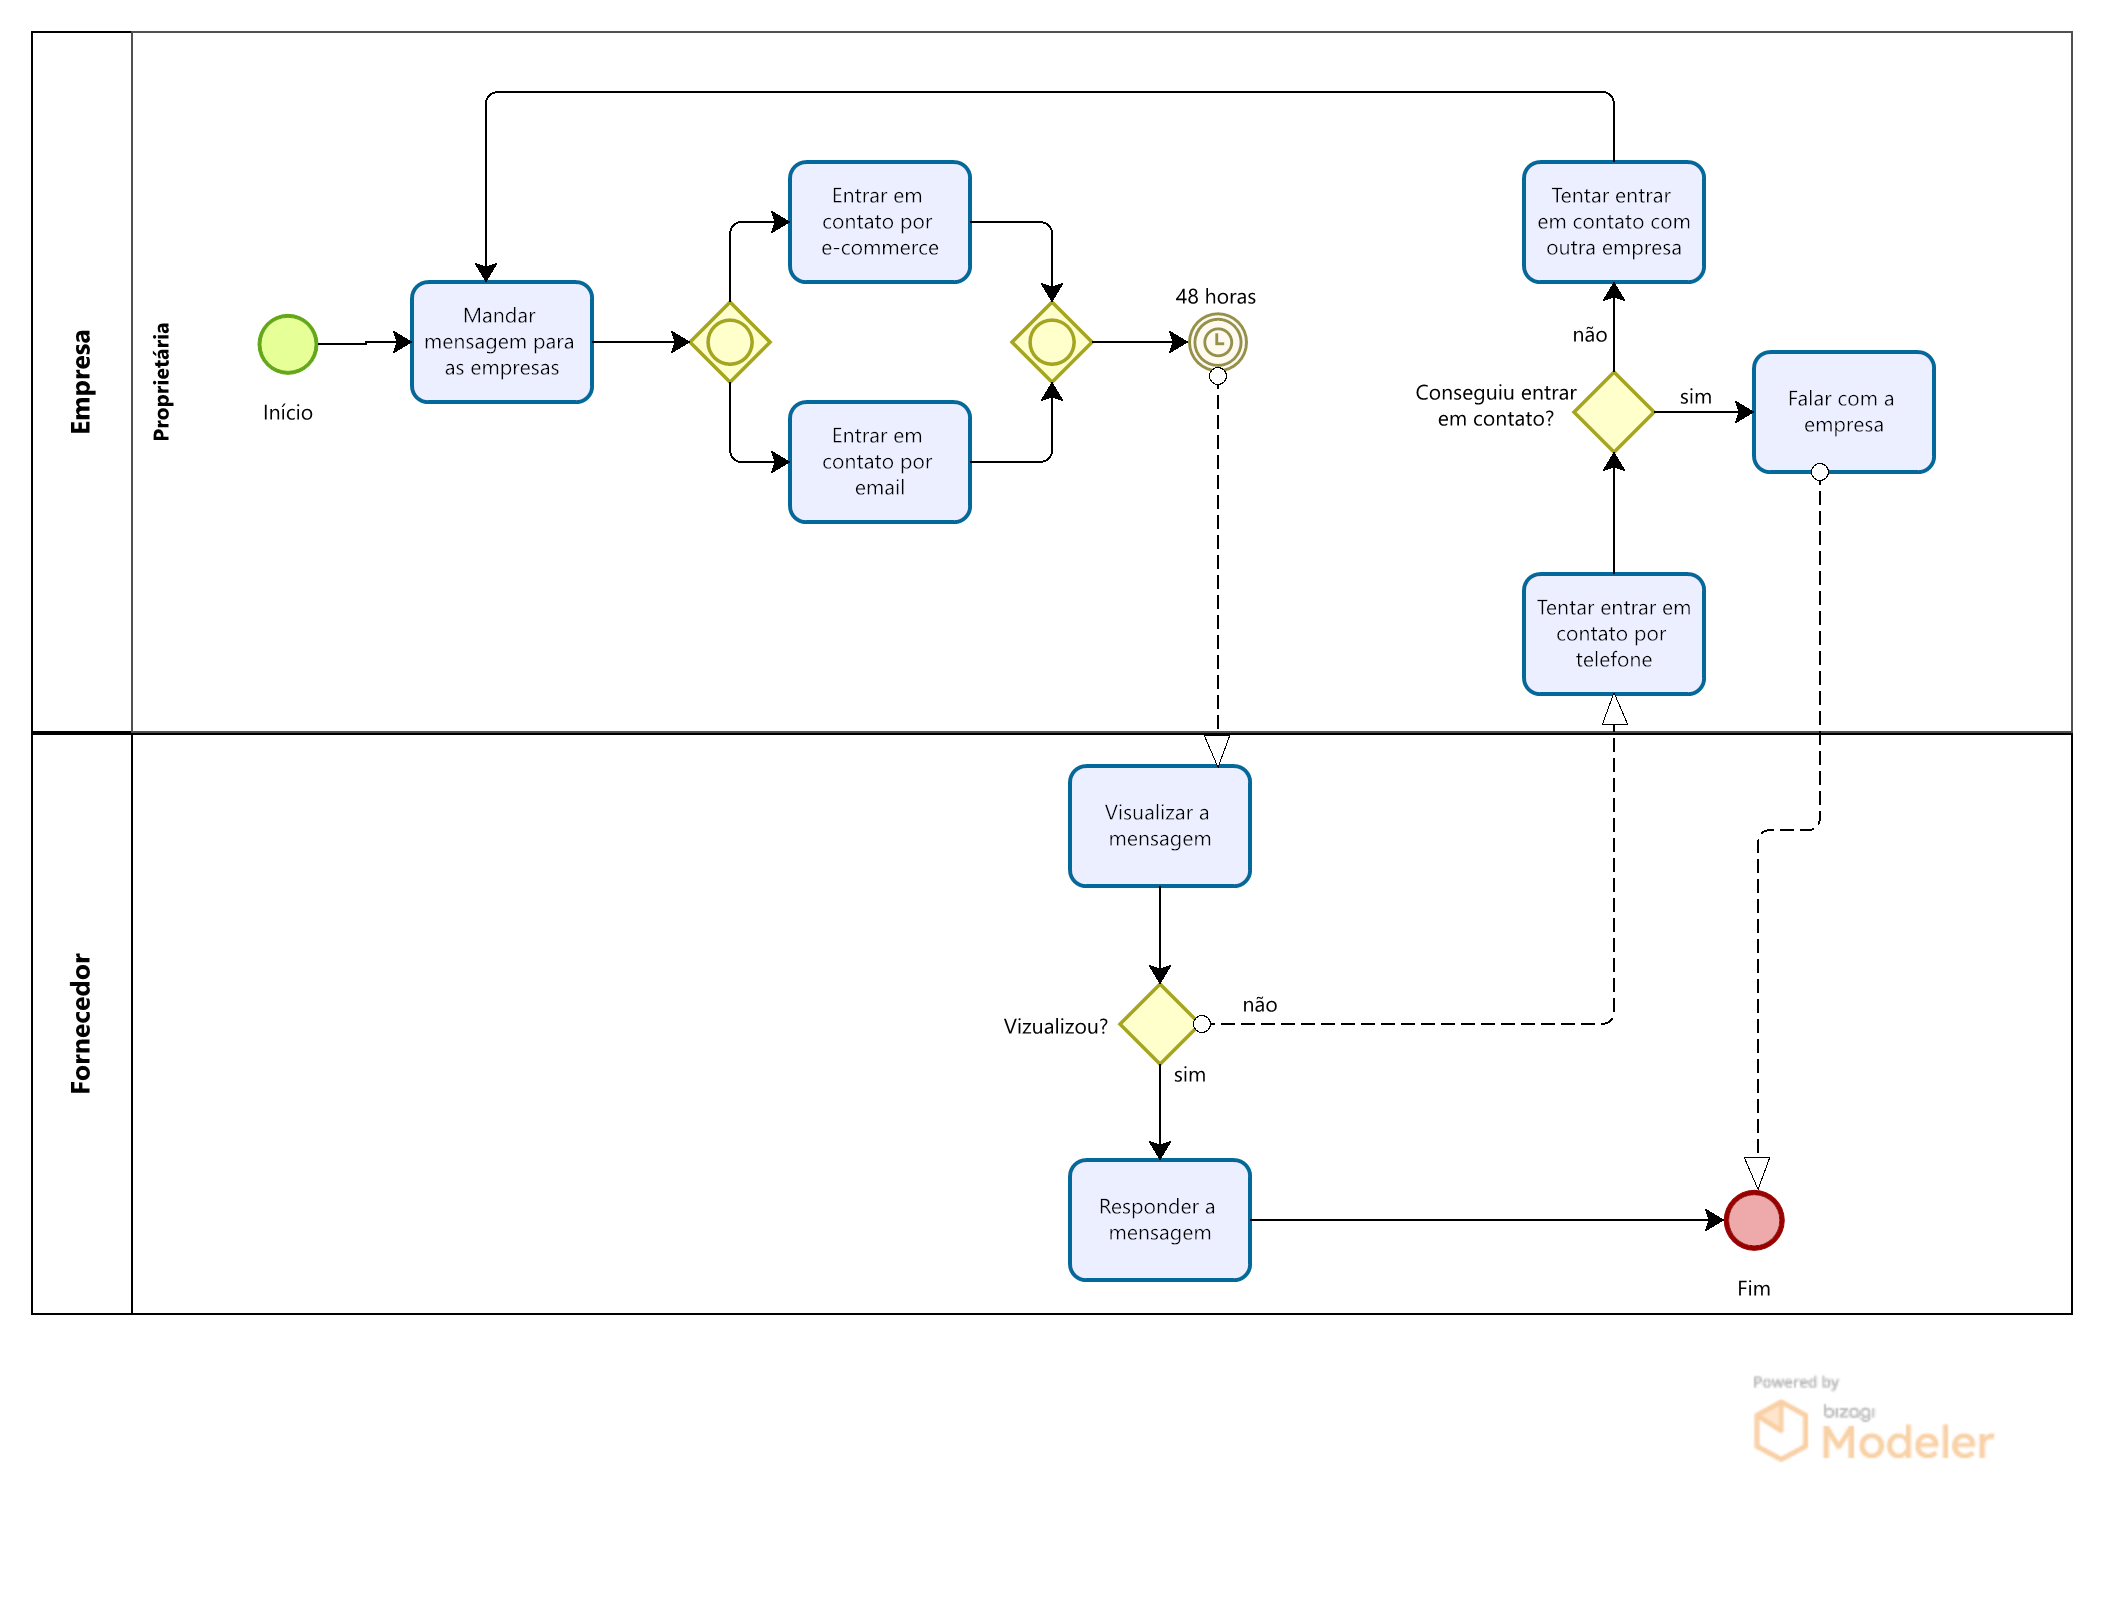 Empresa
Proprietária
Início
Mandar
mensagem para
as empresas
Entrar em
contato por
e-commerce
Entrar em
contato por
email
48 horas
Tentar entrar
em contato com
outra empresa
não
Conseguiu entrar
em contato?
sim
Falar com a
empresa
Tentar entrar em
contato por
telefone
Fornecedor
Visualizar a
mensagem
Vizualizou?
não
sim
Responder a
mensagem
Fim
Powered by
bizagi
Modeler